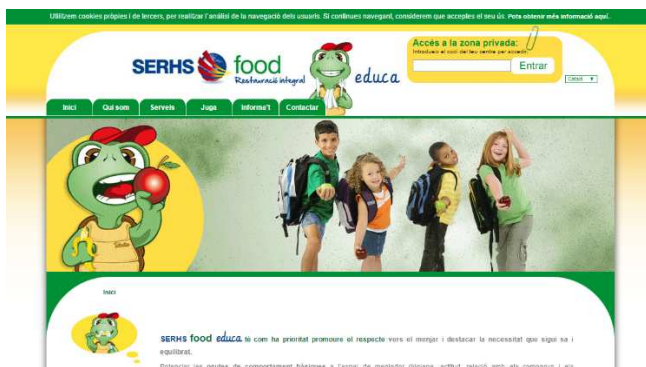 Utilitzem cookies pròpies i de tercers, per realitzar l'anàlisi de la navegació dels usuaris. Si continues navegant, considerem que acceptes el seu ús. Pots obtenir més informació aquí.
Accés a la zona privada:
Introdueix el codi del teu centre per accedir.
Entrar
Català
SERHS food
Restauració integral
educa
Inici Qui som Serveis Juga Informa't Contactar
Inici
SERHS food educa té com ha prioritat promoure el respecte vers el menjar i destacar la necessitat que sigui sa i
equilibrat.